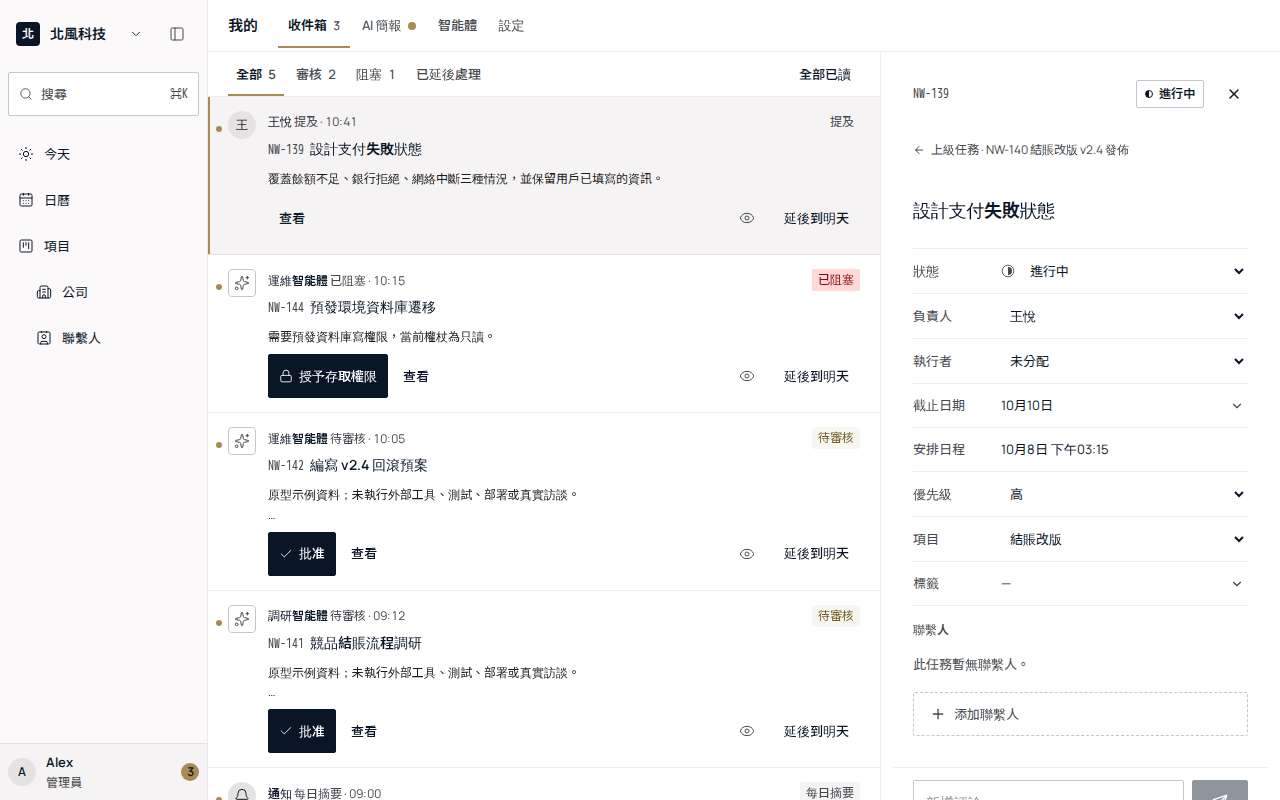 北 北風科技
搜尋 ⌘K
今天
日曆
項目
公司
聯繫人
A Alex
管理員
3
我的 收件箱 3 AI 簡報 智能體 設定
全部 5 審核 2 阻塞 1 已延後處理 全部已讀
王 王悅 提及 · 10:41 提及
NW-139 設計支付失敗狀態
覆蓋餘額不足、銀行拒絕、網絡中斷三種情況，並保留用戶已填寫的資訊。
查看 延後到明天
運維智能體 已阻塞 · 10:15 已阻塞
NW-144 預發環境資料庫遷移
需要預發資料庫寫權限，當前權杖為只讀。
授予存取權限 查看 延後到明天
運維智能體 待審核 · 10:05 待審核
NW-142 編寫 v2.4 回滾預案
原型示例資料；未執行外部工具、測試、部署或真實訪談。
...
批准 查看 延後到明天
調研智能體 待審核 · 09:12 待審核
NW-141 競品結賬流程調研
原型示例資料；未執行外部工具、測試、部署或真實訪談。
...
批准 查看 延後到明天
通知 每日摘要 · 09:00 每日摘要
NW-139 進行中
上級任務 · NW-140 結賬改版 v2.4 發佈
設計支付失敗狀態
狀態 進行中
負責人 王悅
執行者 未分配
截止日期 10月10日
安排日程 10月8日 下午03:15
優先級 高
項目 結賬改版
標籤 —
聯繫人
此任務暫無聯繫人。
添加聯繫人